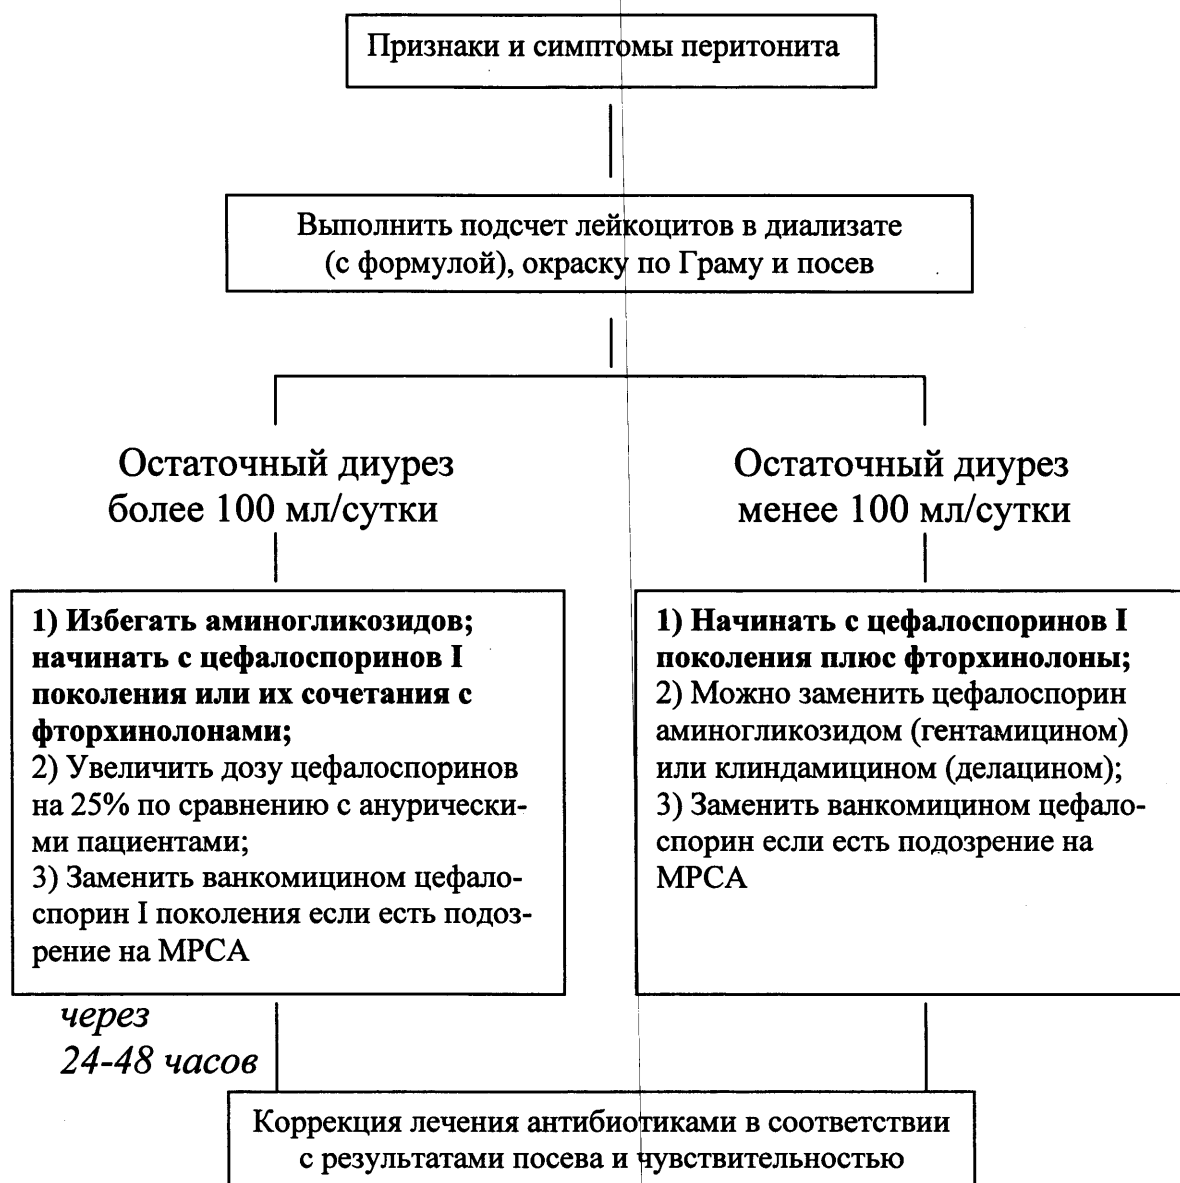 Признаки и симптомы перитонита
Выполнить подсчет лейкоцитов в диализате
(с формулой), окраску по Граму и посев
Остаточный диурез
более 100 мл/сутки
Остаточный диурез
менее 100 мл/сутки
1) Избегать аминогликозидов;
начинать с цефалоспоринов I
поколения или их сочетания с
фторхинолонами;
2) Увеличить дозу цефалоспоринов
на 25% по сравнению с анурически-
ми пациентами;
3) Заменить ванкомицином цефало-
спорин I поколения если есть подоз-
рение на МРСА
1) Начинать с цефалоспоринов I
поколения плюс фторхинолоны;
2) Можно заменить цефалоспорин
аминогликозидом (гентамицином)
или клиндамицином (делацином);
3) Заменить ванкомицином цефало-
спорин если есть подозрение на
МРСА
через
24-48 часов
Коррекция лечения антибиотиками в соответствии
с результатами посева и чувствительностью